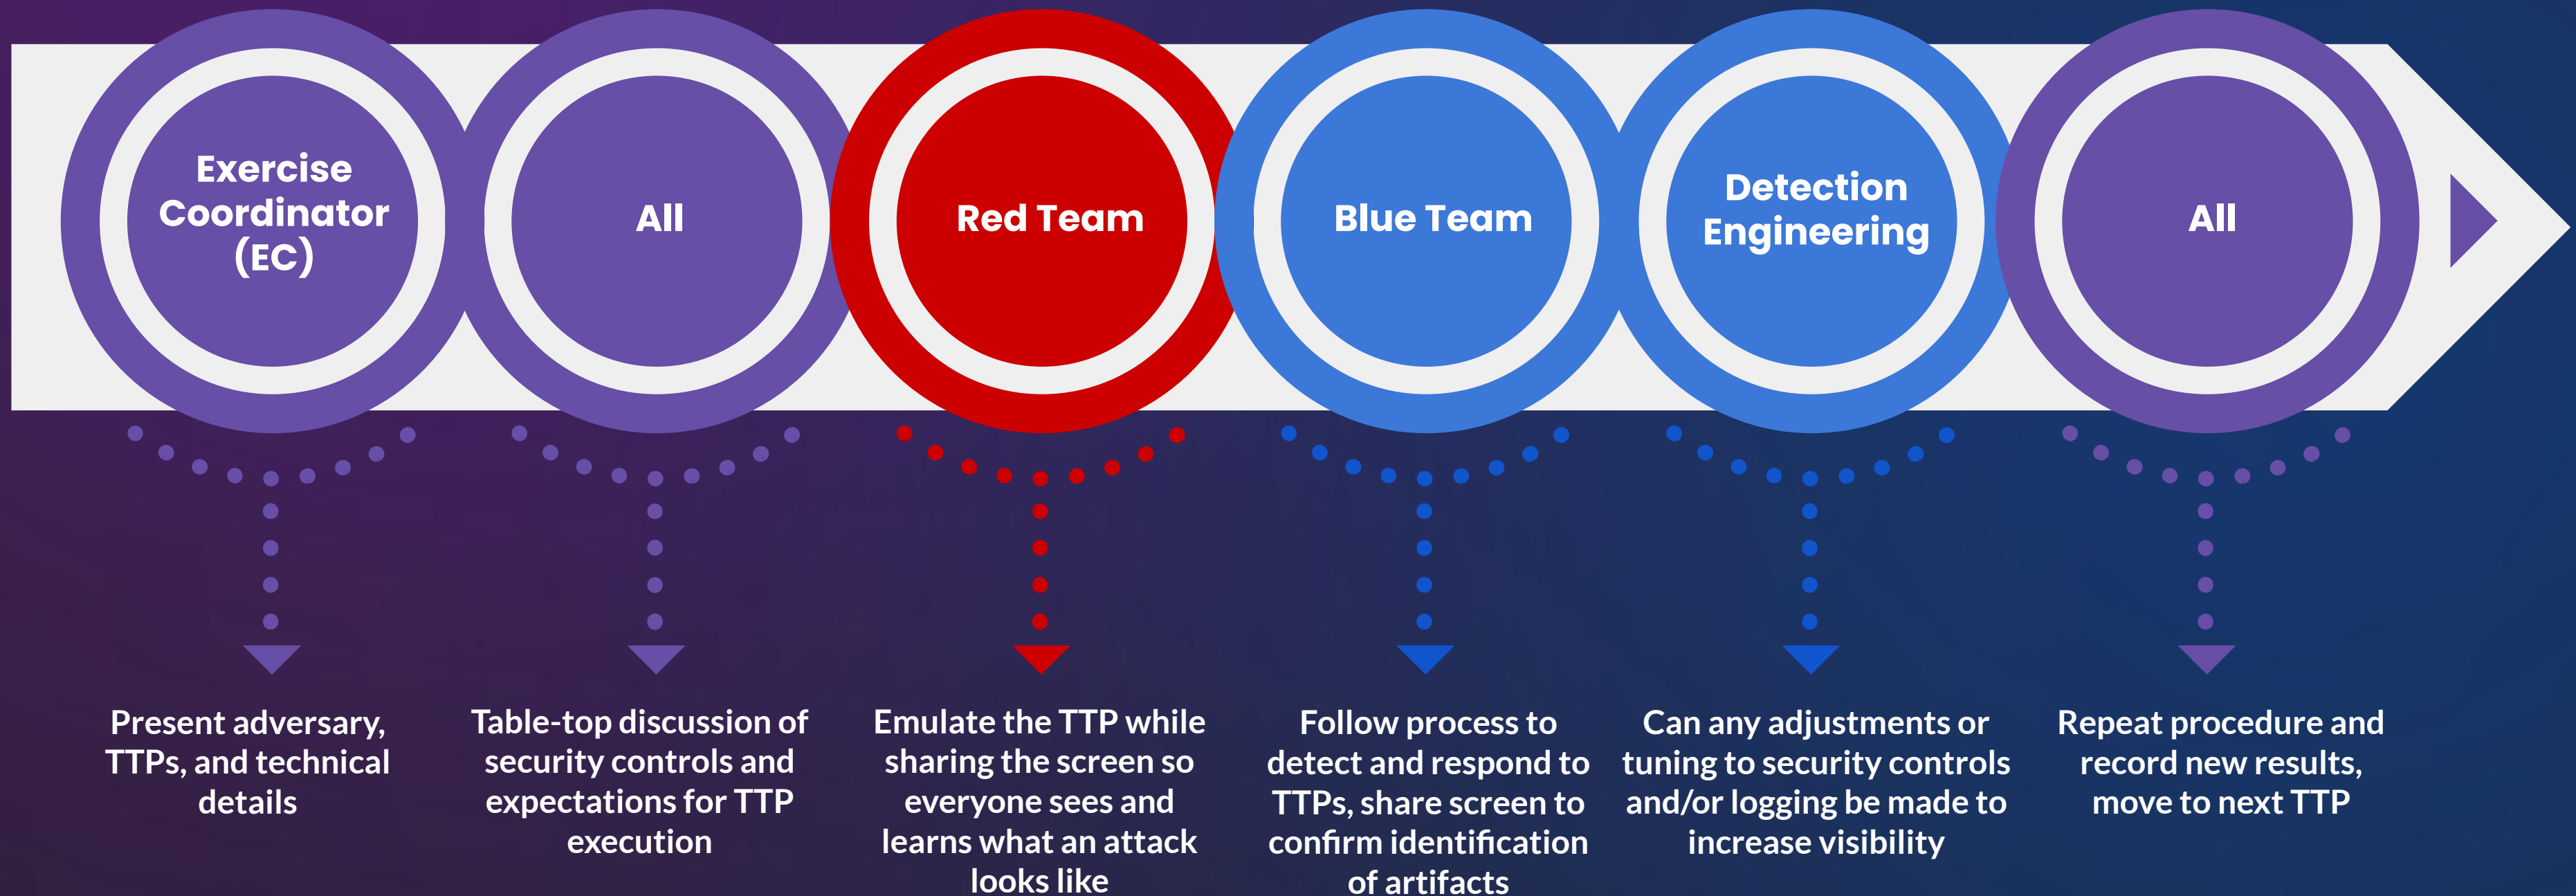 Exercise
Coordinator
(EC)
All
Red Team
Blue Team
Detection
Engineering
All
Present adversary,
TTPs, and technical
details
Table-top discussion of
security controls and
expectations for TTP
execution
Emulate the TTP while
sharing the screen so
everyone sees and
learns what an attack
looks like
Follow process to
detect and respond to
TTPs, share screen to
confirm identification
of artifacts
Can any adjustments or
tuning to security controls
and/or logging be made to
increase visibility
Repeat procedure and
record new results,
move to next TTP